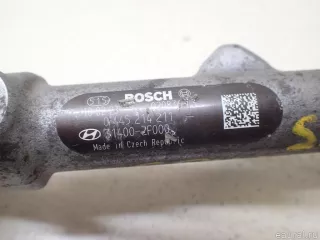 BOSCH
0445 214 211
31400-2F000
Made in Czech Republic